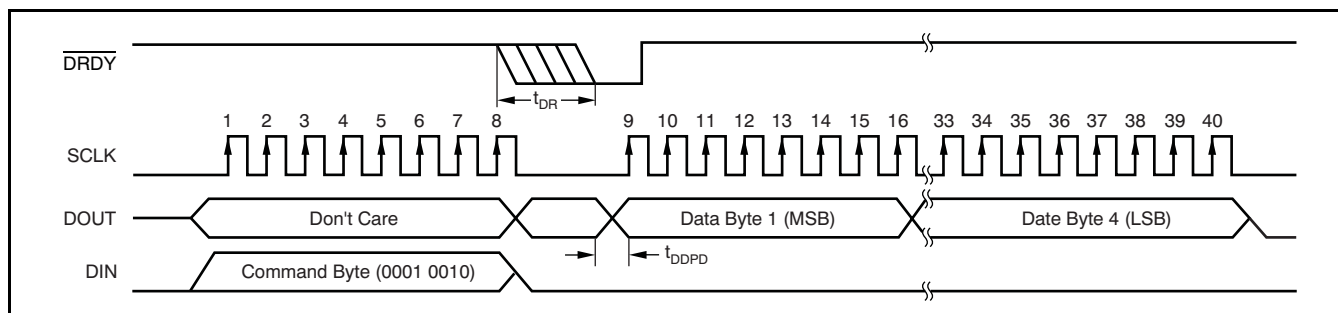 DRDY
tDR
1 2 3 4 5 6 7 8 9 10 11 12 13 14 15 16 33 34 35 36 37 38 39 40
SCLK
DOUT Don't Care Data Byte 1 (MSB) Date Byte 4 (LSB)
tDDPD
DIN Command Byte (0001 0010)